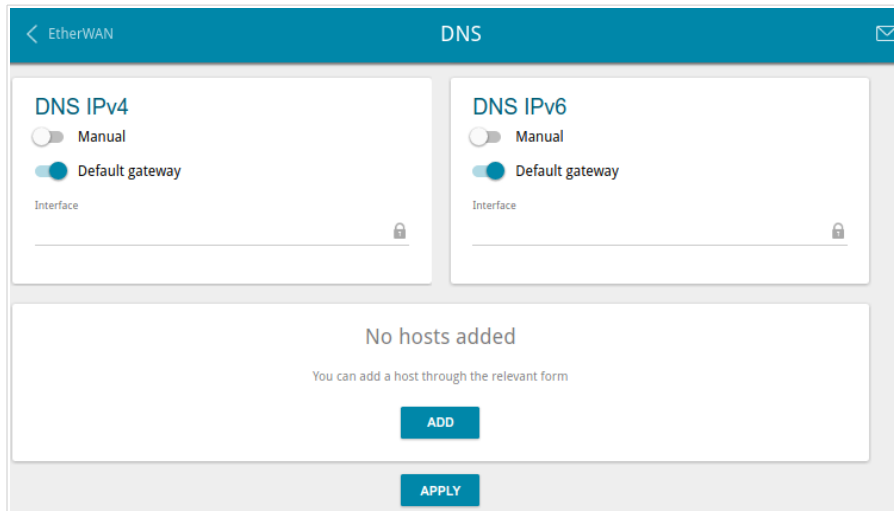 EtherWAN
DNS
DNS IPv4
Manual
Default gateway
Interface
DNS IPv6
Manual
Default gateway
Interface
No hosts added
You can add a host through the relevant form
ADD
APPLY